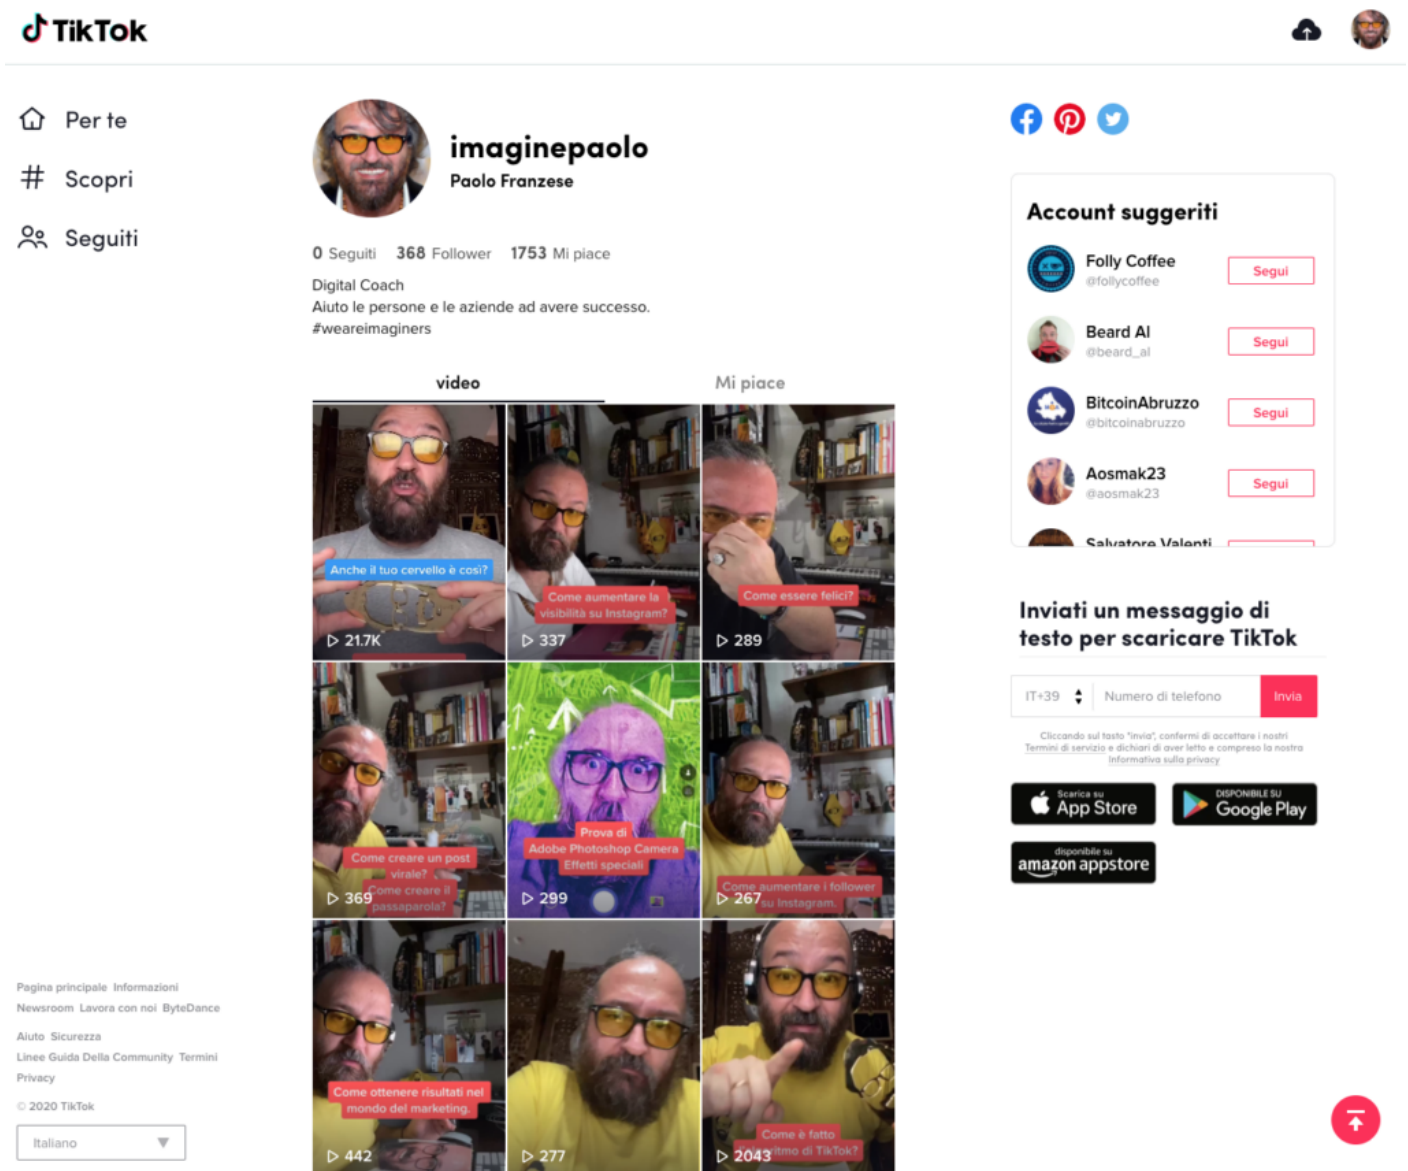 TikTok
Per te
Scopri
Seguiti
imaginepaolo
Paolo Franzese
0 Seguiti 368 Follower 1753 Mi piace
Digital Coach
Aiuto le persone e le aziende ad avere successo.
#weareimaginers
video
Mi piace
Anche il tuo cervello è così?
21.7K
Come aumentare la
visibilità su Instagram?
337
Come essere felici?
289
Come creare un post
virale?
Come creare il
passaparola?
369
Prova di
Adobe Photoshop Camera
Effetti speciali
299
Come aumentare i follower
su Instagram.
267
Come ottenere risultati nel
mondo del marketing.
442
277
Come è fatto
di TikTok?
2043
Account suggeriti
Folly Coffee
@follycoffee
Segui
Beard Al
@beard_al
Segui
BitcoinAbruzzo
@bitcoinabruzzo
Segui
Aosmak23
@aosmak23
Segui
Salvatore Valenti
Inviati un messaggio di
testo per scaricare TikTok
IT+39
Numero di telefono
Invia
Cliccando sul tasto "invia", confermi di accettare i nostri
Termini di servizio e dichiari di aver letto e compreso la nostra
Informativa sulla privacy
Scarica su
App Store
DISPONIBILE SU
Google Play
disponibile su
amazon appstore
Pagina principale Informazioni
Newsroom Lavora con noi ByteDance
Aiuto Sicurezza
Linee Guida Della Community Termini
Privacy
© 2020 TikTok
Italiano